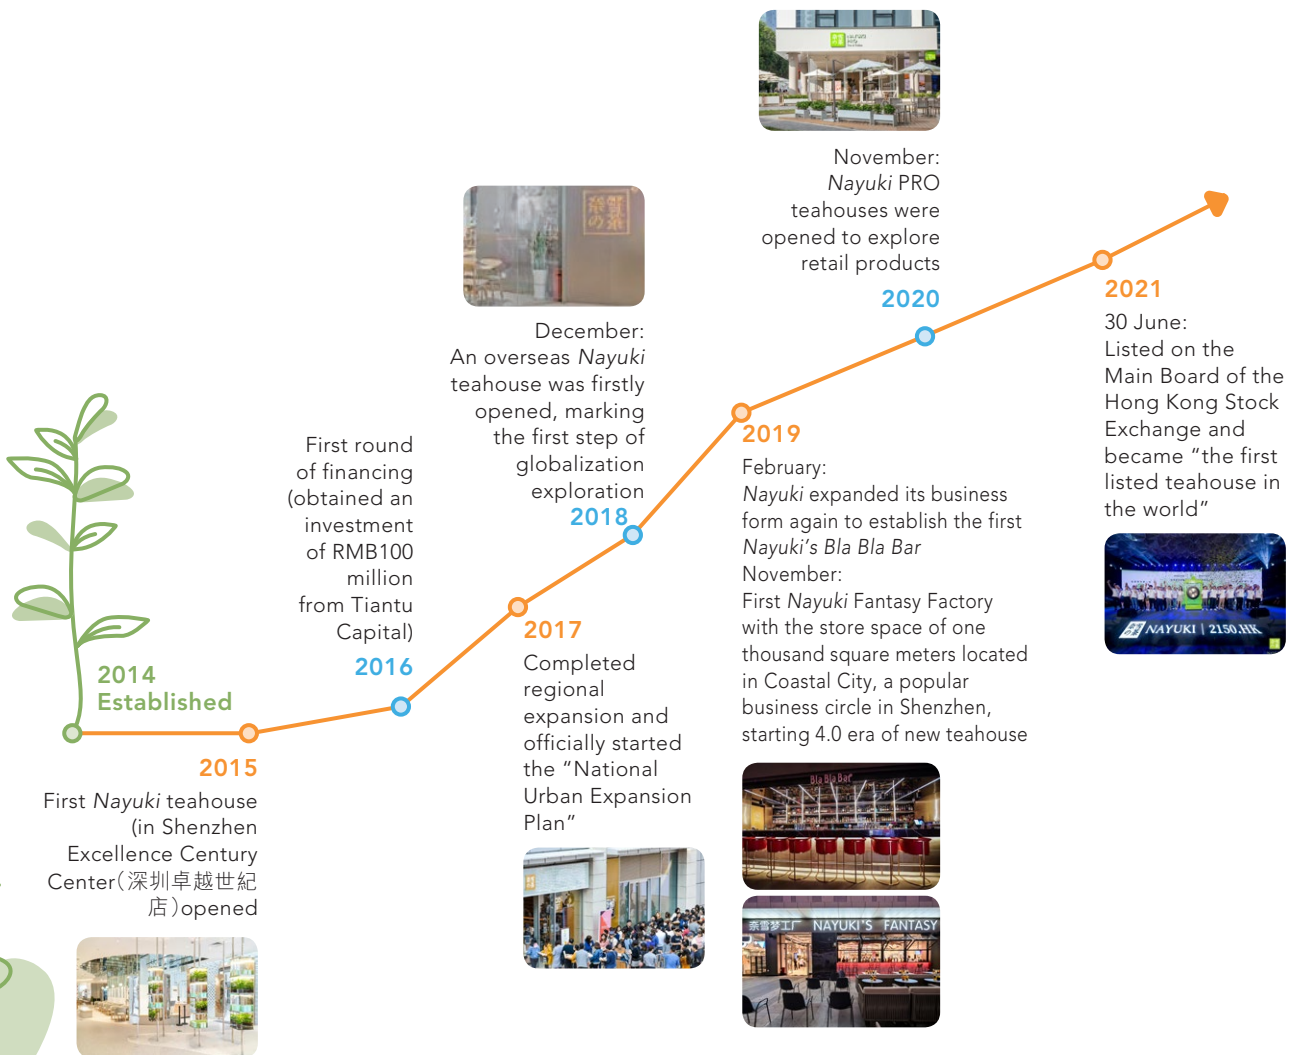 2014
Established
2015
First Nayuki teahouse
(in Shenzhen
Excellence Century
Center(深圳卓越世紀
店)opened
First round
of financing
(obtained an
investment
of RMB100
million
from Tiantu
Capital)
2016
2017
Completed
regional
expansion and
officially started
the “National
Urban Expansion
Plan”
December:
An overseas Nayuki
teahouse was firstly
opened, marking
the first step of
globalization
exploration
2018
2019
February:
Nayuki expanded its business
form again to establish the first
Nayuki’s Bla Bla Bar
November:
First Nayuki Fantasy Factory
with the store space of one
thousand square meters located
in Coastal City, a popular
business circle in Shenzhen,
starting 4.0 era of new teahouse
Bla Bla Bar
奈雪梦工厂 NAYUKI'S FANTASY
November:
Nayuki PRO
teahouses were
opened to explore
retail products
2020
2021
30 June:
Listed on the
Main Board of the
Hong Kong Stock
Exchange and
became “the first
listed teahouse in
the world”
NAYUKI | 2150.HK